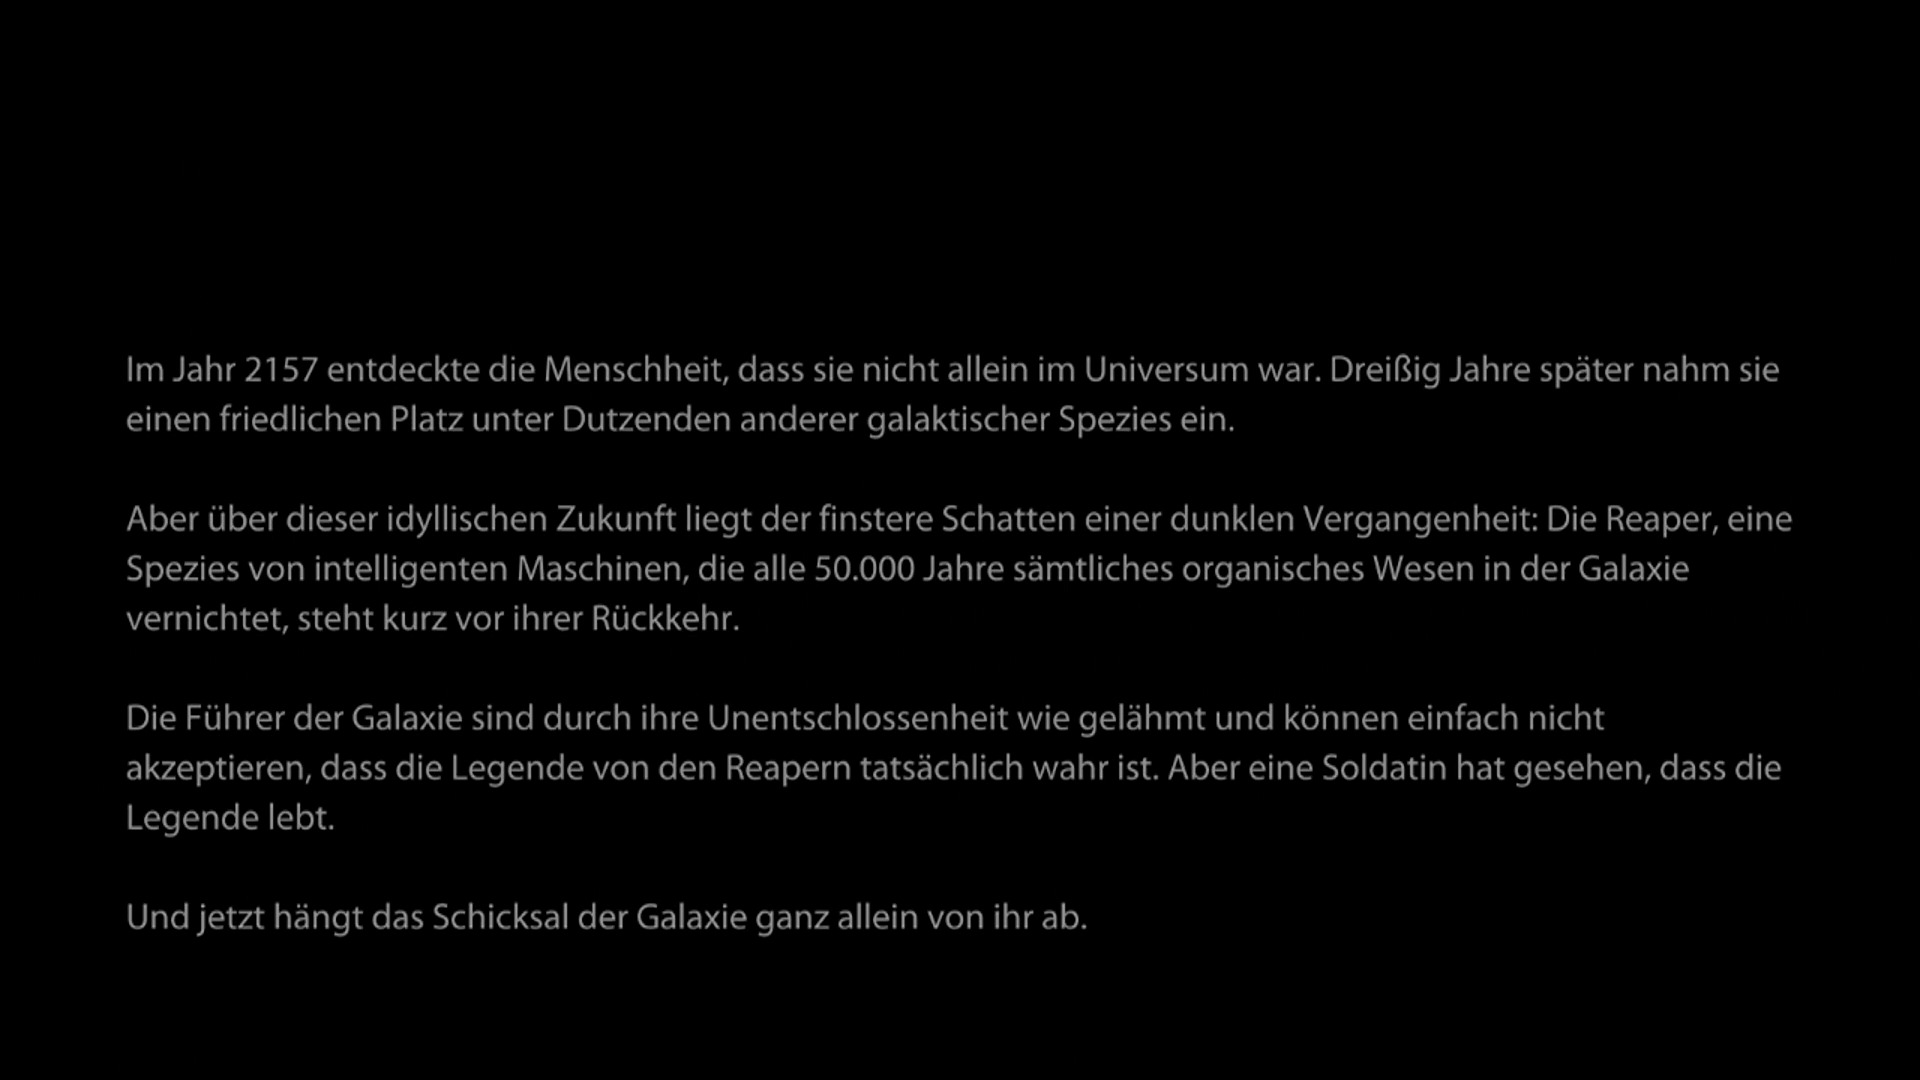 Im Jahr 2157 entdeckte die Menschheit, dass sie nicht allein im Universum war. Dreißig Jahre später nahm sie
einen friedlichen Platz unter Dutzenden anderer galaktischer Spezies ein.
Aber über dieser idyllischen Zukunft liegt der finstere Schatten einer dunklen Vergangenheit: Die Reaper, eine
Spezies von intelligenten Maschinen, die alle 50.000 Jahre sämtliches organisches Wesen in der Galaxie
vernichtet, steht kurz vor ihrer Rückkehr.
Die Führer der Galaxie sind durch ihre Unentschlossenheit wie gelähmt und können einfach nicht
akzeptieren, dass die Legende von den Reapern tatsächlich wahr ist. Aber eine Soldatin hat gesehen, dass die
Legende lebt.
Und jetzt hängt das Schicksal der Galaxie ganz allein von ihr ab.